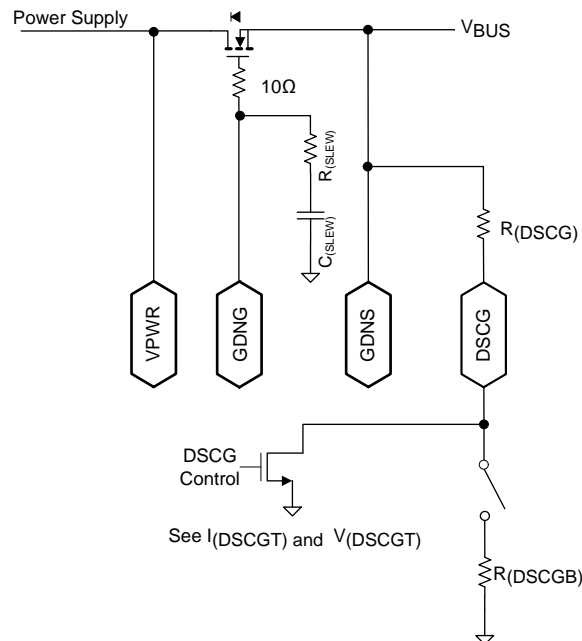 Power Supply
VBUS
10Ω
R(SLEW)
C(SLEW)
R(DSCG)
VPWR
GDNG
GDNS
DSCG
DSCG
Control
See I(DSCGT) and V(DSCGT)
R(DSCGB)